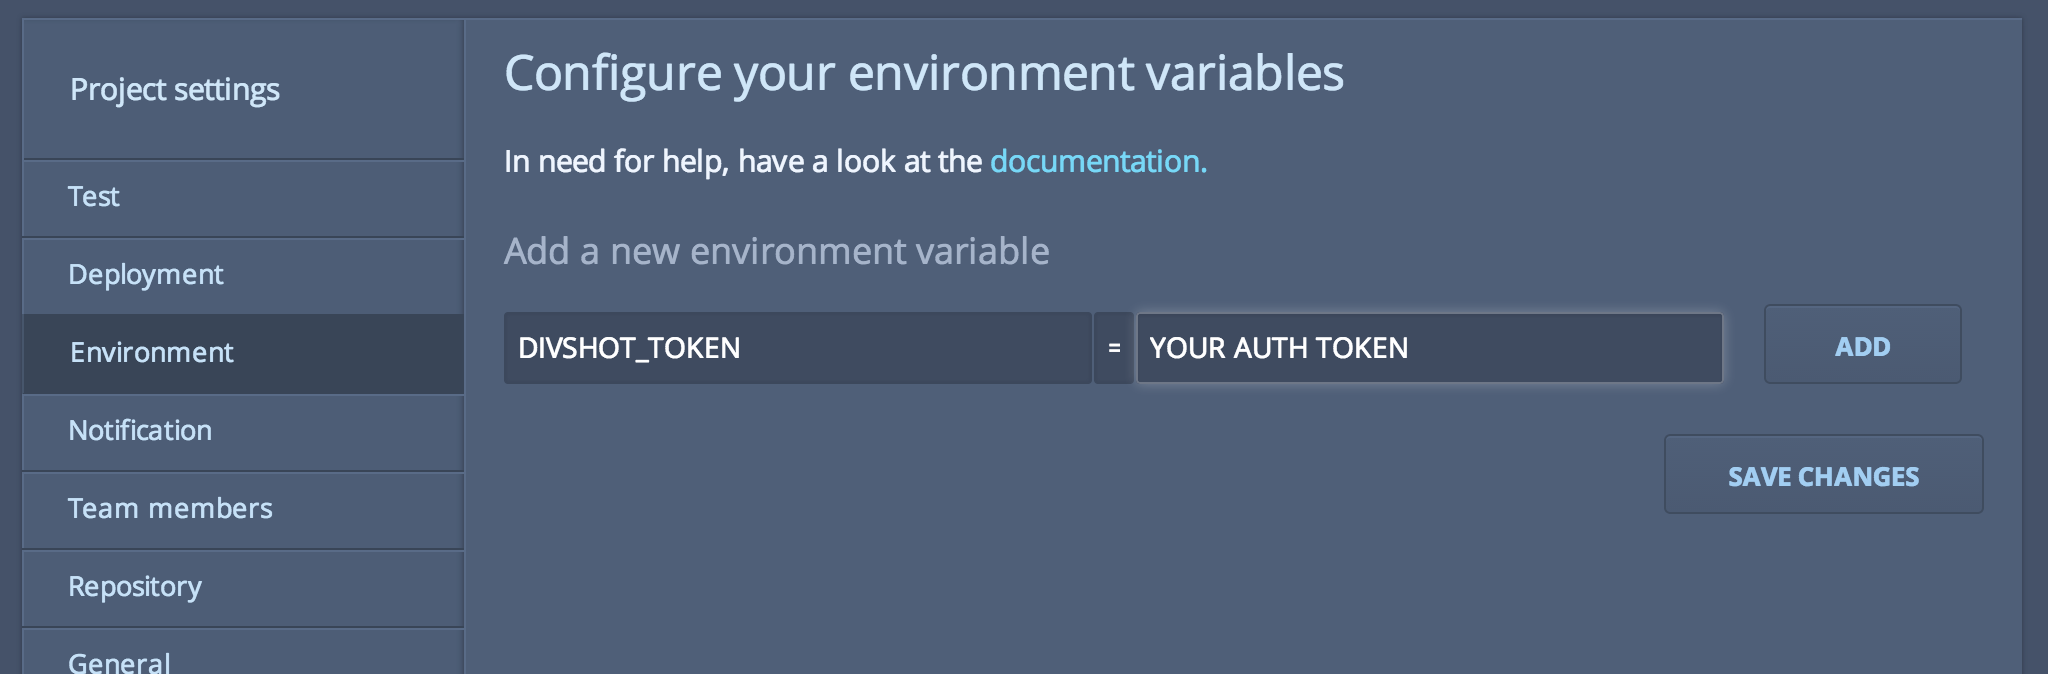 Project settings
Test
Deployment
Environment
Notification
Team members
Repository
General
Configure your environment variables
In need for help, have a look at the documentation.
Add a new environment variable
DIVSHOT_TOKEN = YOUR AUTH TOKEN ADD
SAVE CHANGES